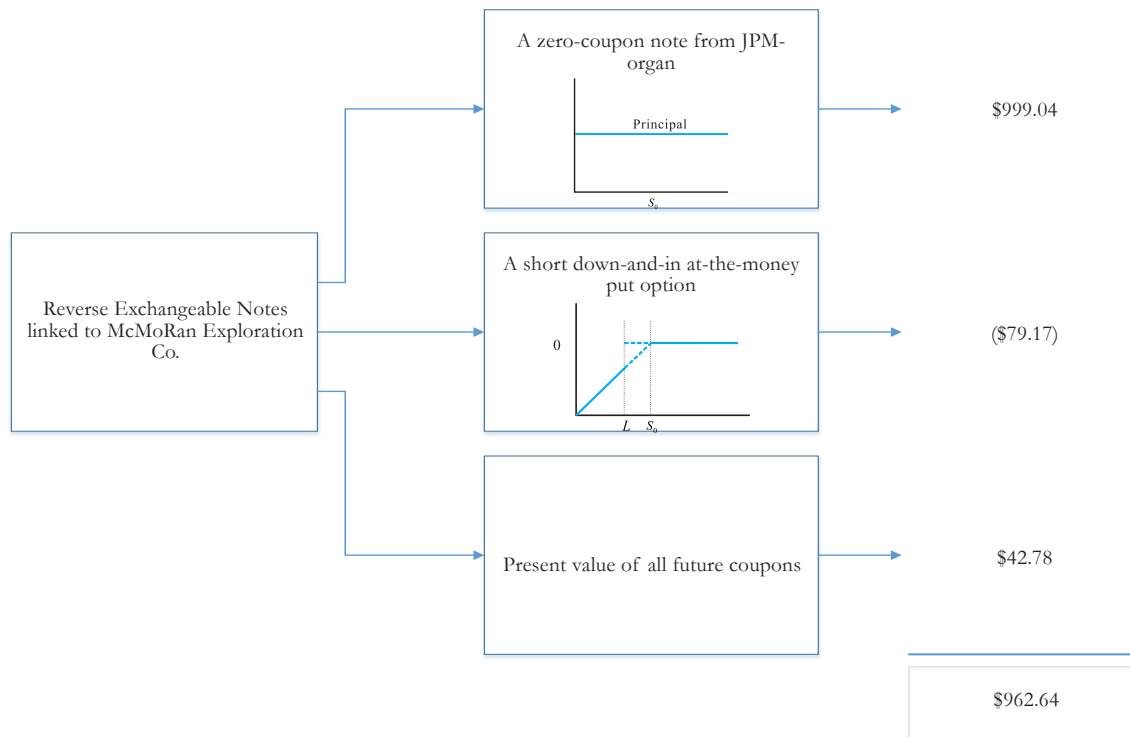 A zero-coupon note from JPM-
organ
Principal
S₀
$999.04
Reverse Exchangeable Notes
linked to McMoRan Exploration
Co.
A short down-and-in at-the-money
put option
0
L S₀
($79.17)
Present value of all future coupons
$42.78
$962.64